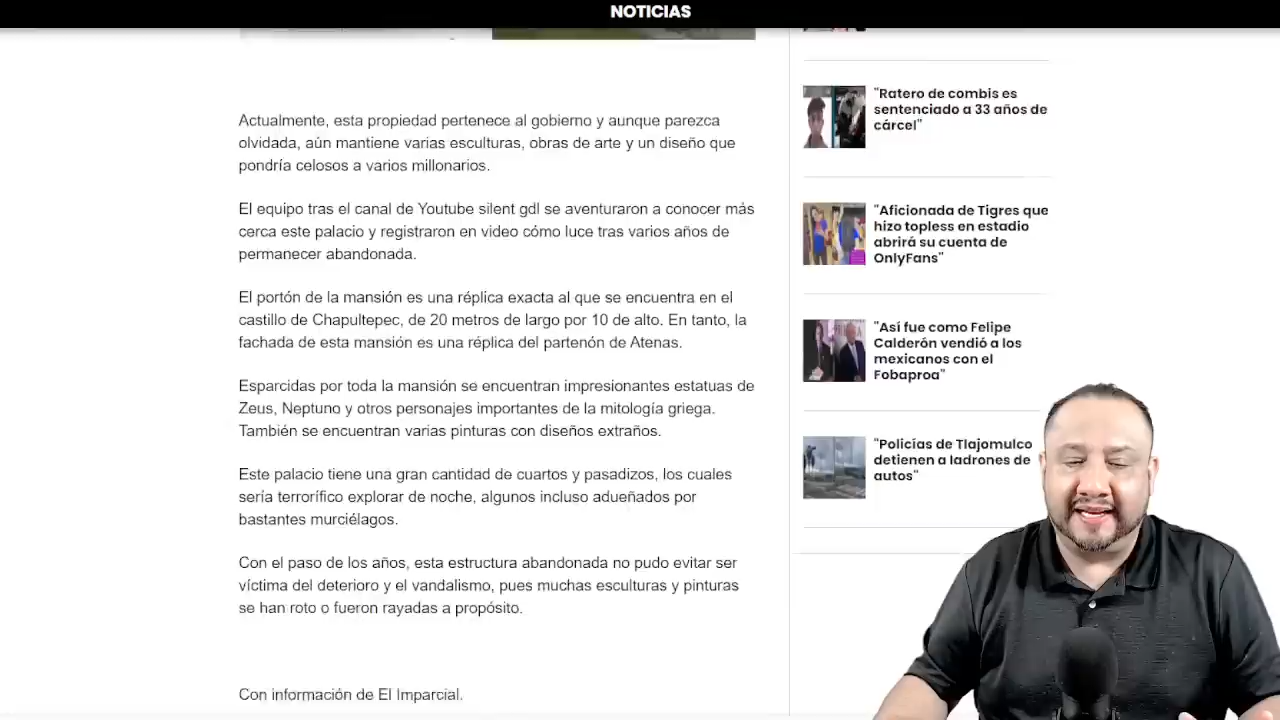 NOTICIAS
Actualmente, esta propiedad pertenece al gobierno y aunque parezca
olvidada, aún mantiene varias esculturas, obras de arte y un diseño que
pondría celosos a varios millonarios.
El equipo tras el canal de Youtube silent gdl se aventuraron a conocer más
cerca este palacio y registraron en video cómo luce tras varios años de
permanecer abandonada.
El portón de la mansión es una réplica exacta al que se encuentra en el
castillo de Chapultepec, de 20 metros de largo por 10 de alto. En tanto, la
fachada de esta mansión es una réplica del partenón de Atenas.
Esparcidas por toda la mansión se encuentran impresionantes estatuas de
Zeus, Neptuno y otros personajes importantes de la mitología griega.
También se encuentran varias pinturas con diseños extraños.
Este palacio tiene una gran cantidad de cuartos y pasadizos, los cuales
sería terrorífico explorar de noche, algunos incluso adueñados por
bastantes murciélagos.
Con el paso de los años, esta estructura abandonada no pudo evitar ser
víctima del deterioro y el vandalismo, pues muchas esculturas y pinturas
se han roto o fueron rayadas a propósito.
Con información de El Imparcial.
"Ratero de combis es
sentenciado a 33 años de
cárcel"
"Aficionada de Tigres que
hizo topless en estadio
abrirá su cuenta de
OnlyFans"
"Así fue como Felipe
Calderón vendió a los
mexicanos con el
Fobaproa"
"Policías de Tlajomulco
detienen a ladrones de
autos"